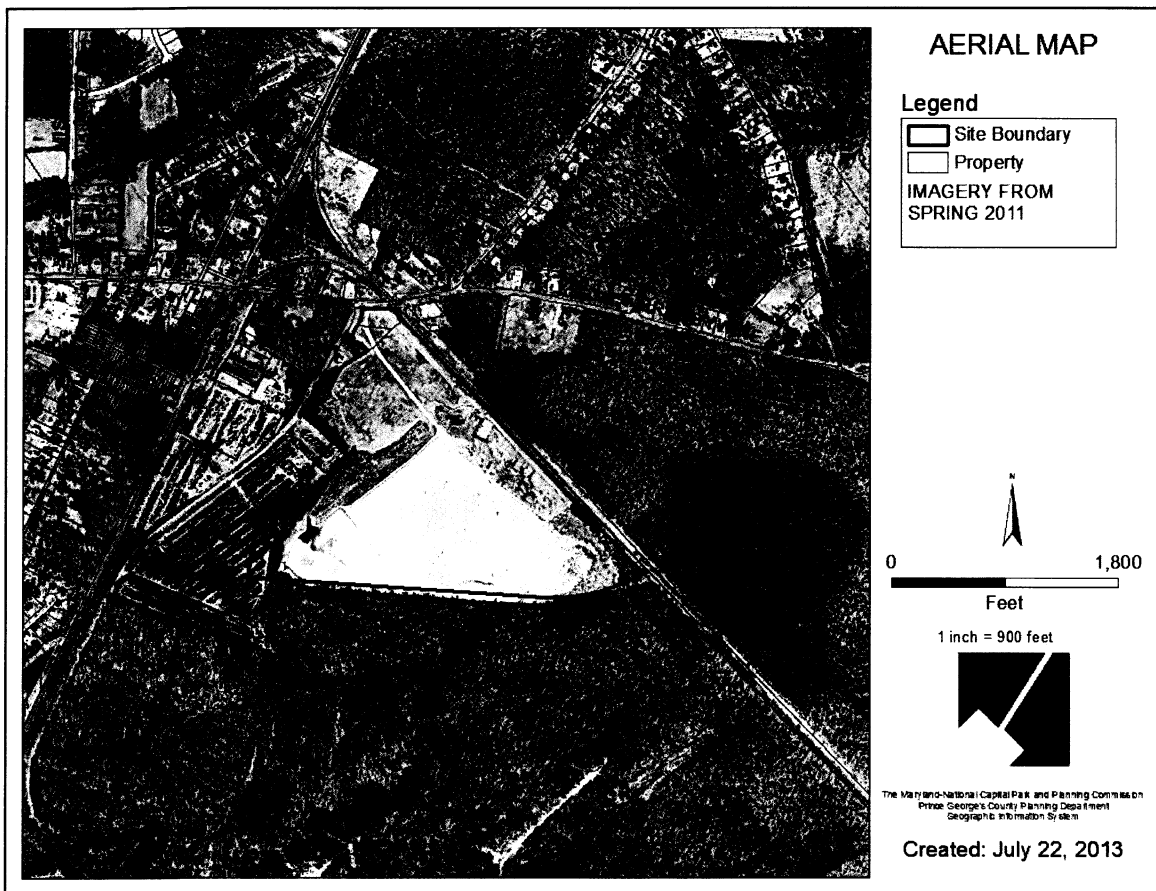 AERIAL MAP
Legend
Site Boundary
Property
IMAGERY FROM
SPRING 2011
N
0 1,800
Feet
1 inch = 900 feet
The Maryland-National Capital Park and Planning Commission
Prince George's County Planning Department
Geographic Information System
Created: July 22, 2013